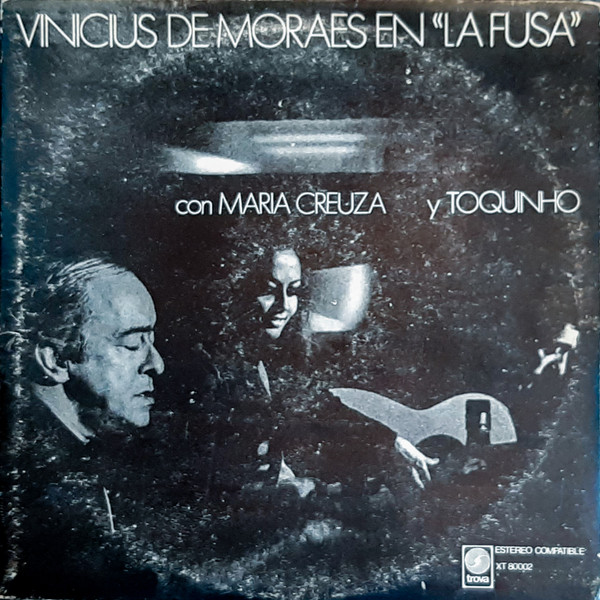 VINICIUS DE MORAES EN "LA FUSA"
con MARIA CREUZA y TOQUINHO
ESTEREO COMPATIBLE
trova XT 80002